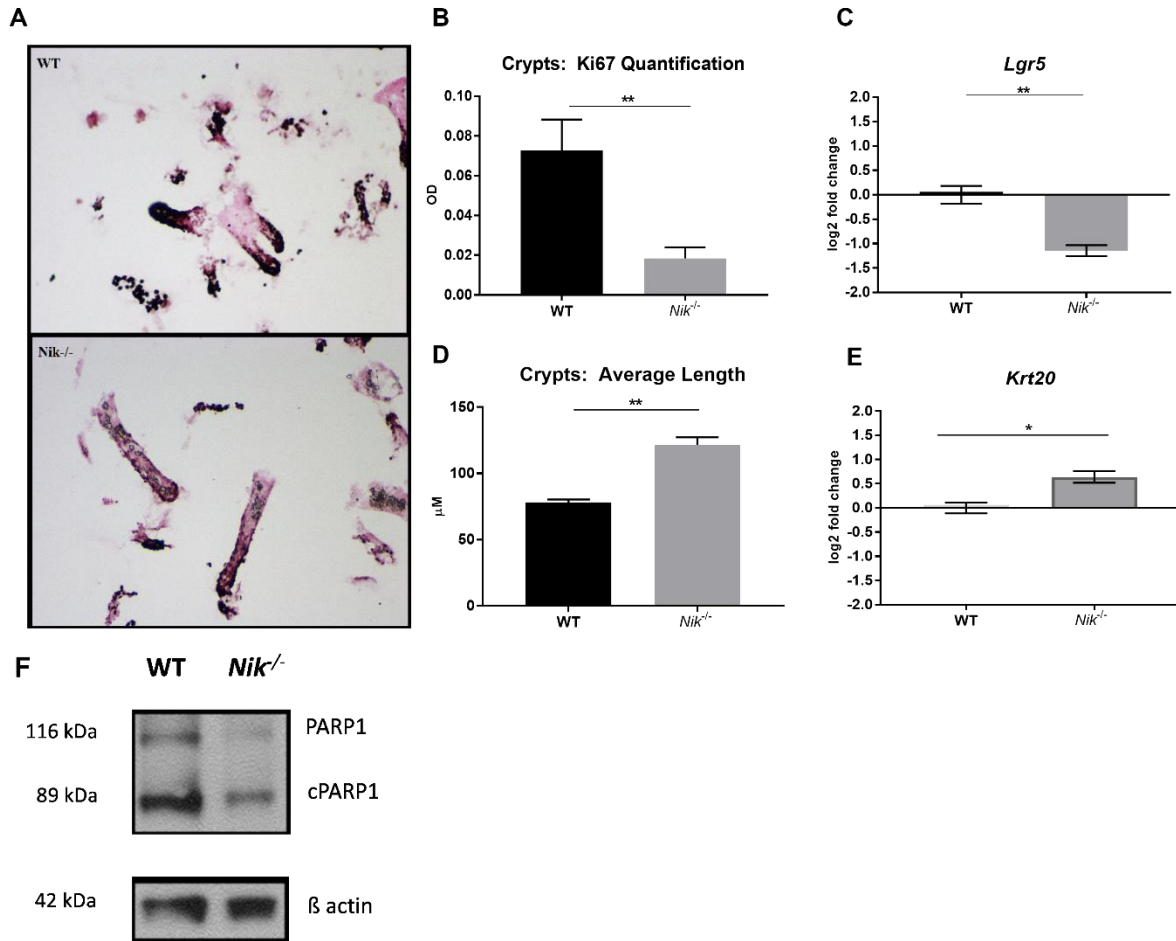 A
WT
Nik-/-
B
Crypts: Ki67 Quantification
**
0.10
0.08
0.06
0.04
0.02
0.00
OD
WT
Nik-/-
C
Lgr5
**
2.0
1.5
1.0
0.5
0.0
-0.5
-1.0
-1.5
-2.0
log2 fold change
WT
Nik-/-
D
Crypts: Average Length
**
150
100
50
0
µM
WT
Nik-/-
E
Krt20
*
2.0
1.5
1.0
0.5
0.0
-0.5
-1.0
-1.5
-2.0
log2 fold change
WT
Nik-/-
F
WT Nik-/-
116 kDa PARP1
89 kDa cPARP1
42 kDa ß actin